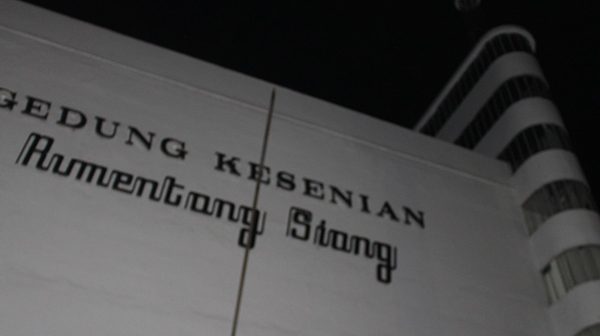 GEDUNG KESENIAN
Rumentang Siang